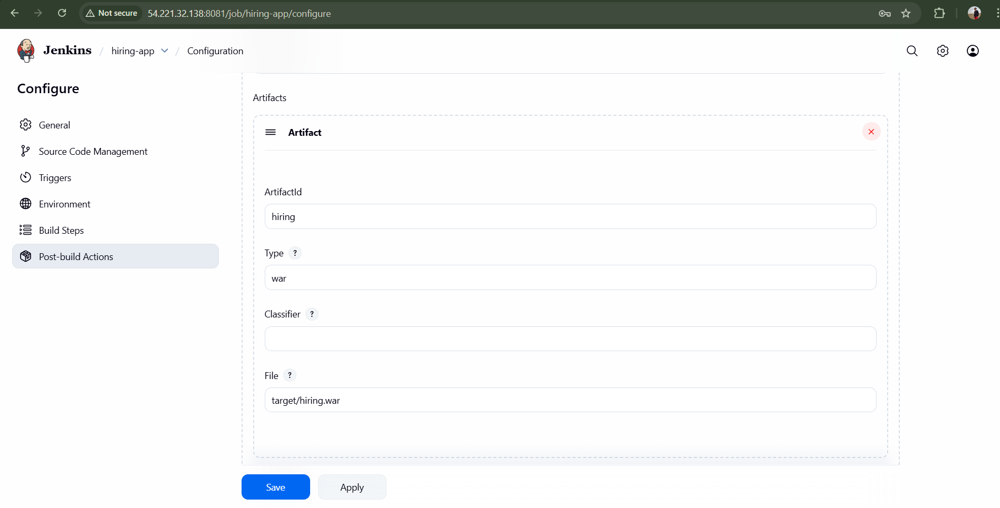 Not secure 54.221.32.138:8081/job/hiring-app/configure
Jenkins / hiring-app / Configuration
Configure
General
Source Code Management
Triggers
Environment
Build Steps
Post-build Actions
Artifacts
Artifact
ArtifactId
hiring
Type ?
war
Classifier ?
File ?
target/hiring.war
Save Apply